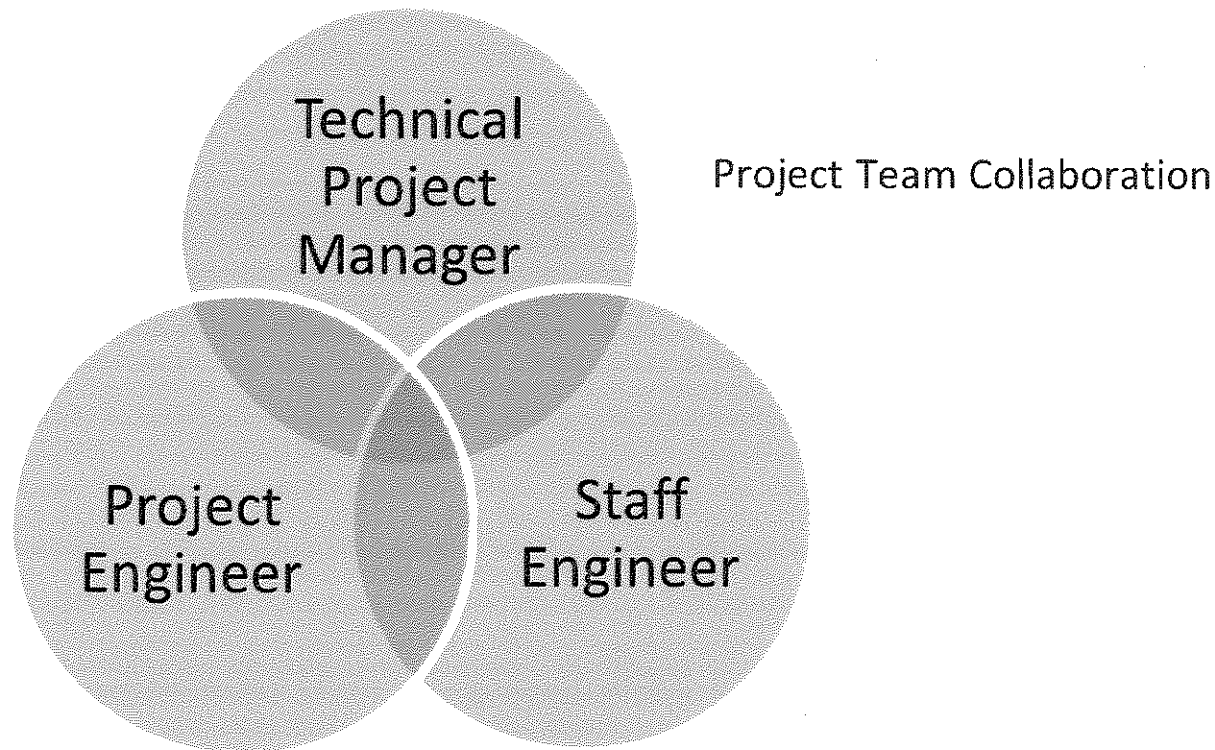 Technical
Project
Manager
Project Team Collaboration
Project
Engineer
Staff
Engineer